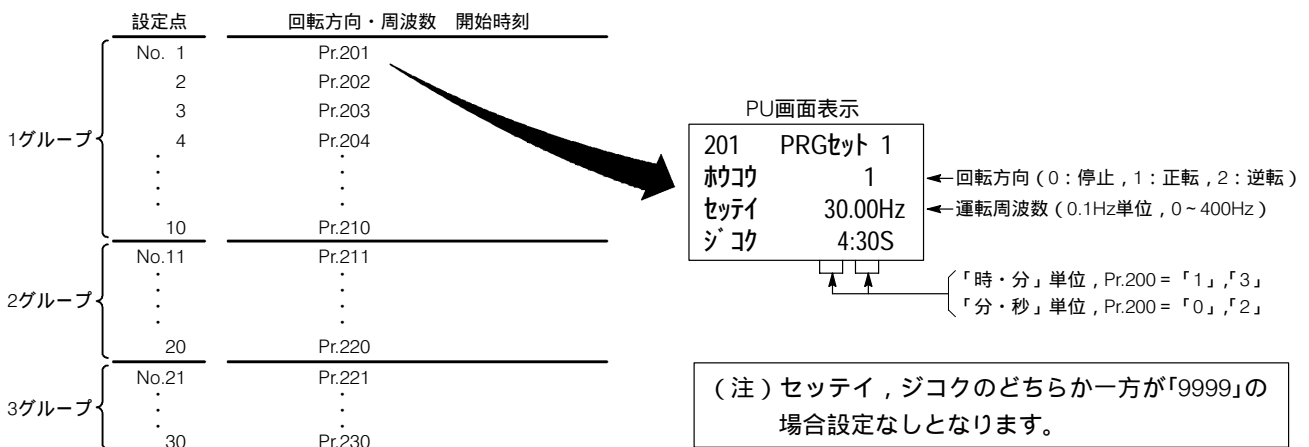 設定点 回転方向・周波数 開始時刻
1グループ
No. 1 Pr.201
2 Pr.202
3 Pr.203
4 Pr.204
・ ・
・ ・
・ ・
10 Pr.210
2グループ
No.11 Pr.211
・ ・
・ ・
・ ・
20 Pr.220
3グループ
No.21 Pr.221
・ ・
・ ・
30 Pr.230
PU画面表示
201 PRGセット 1
ホウコウ 1
セッテイ 30.00Hz
ジコク 4:30S
回転方向(0:停止,1:正転,2:逆転)
運転周波数(0.1Hz単位,0~400Hz)
「時・分」単位,Pr.200=「1」,「3」
「分・秒」単位,Pr.200=「0」,「2」
(注)セッテイ,ジコクのどちらか一方が「9999」の
場合設定なしとなります。